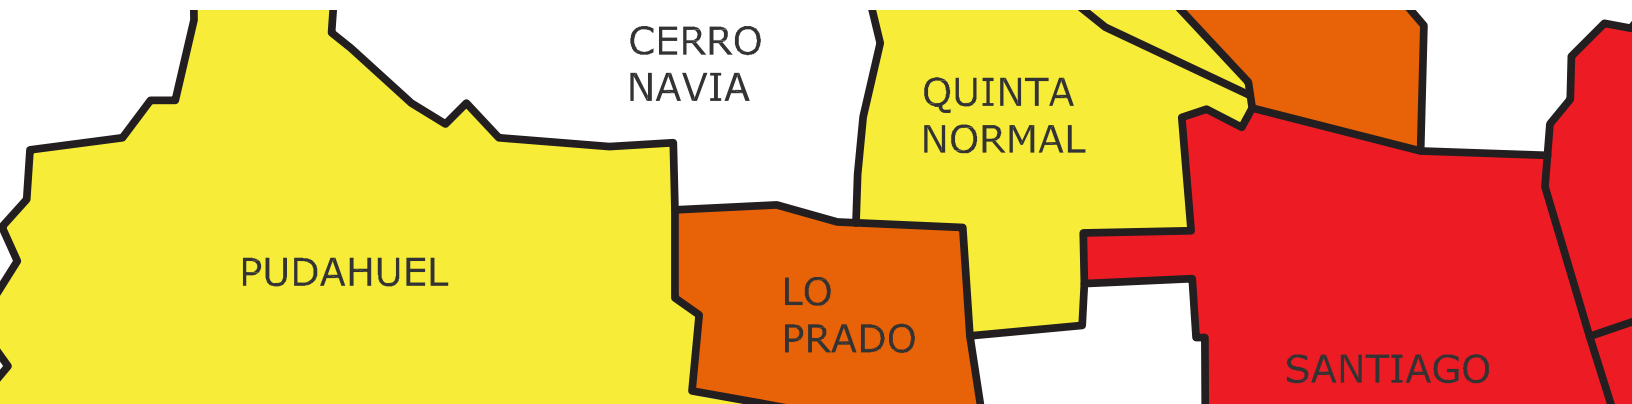 CERRO
NAVIA
QUINTA
NORMAL
PUDAHUEL
LO
PRADO
SANTIAGO